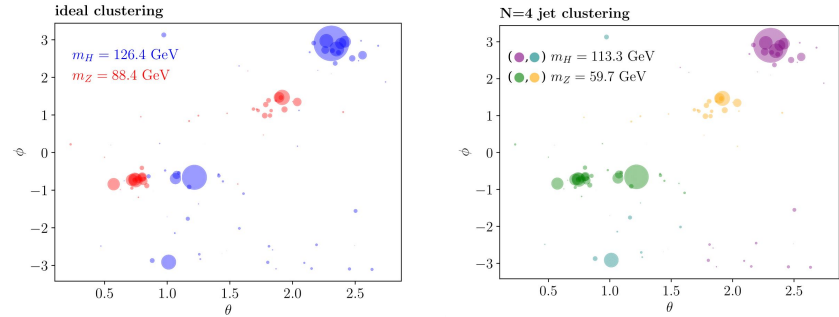 ideal clustering
m_H = 126.4 GeV
m_Z = 88.4 GeV
3
2
1
0
−1
−2
−3
ϕ
0.5
1.0
1.5
2.0
2.5
θ
N=4 jet clustering
( , ) m_H = 113.3 GeV
( , ) m_Z = 59.7 GeV
3
2
1
0
−1
−2
−3
ϕ
0.5
1.0
1.5
2.0
2.5
θ